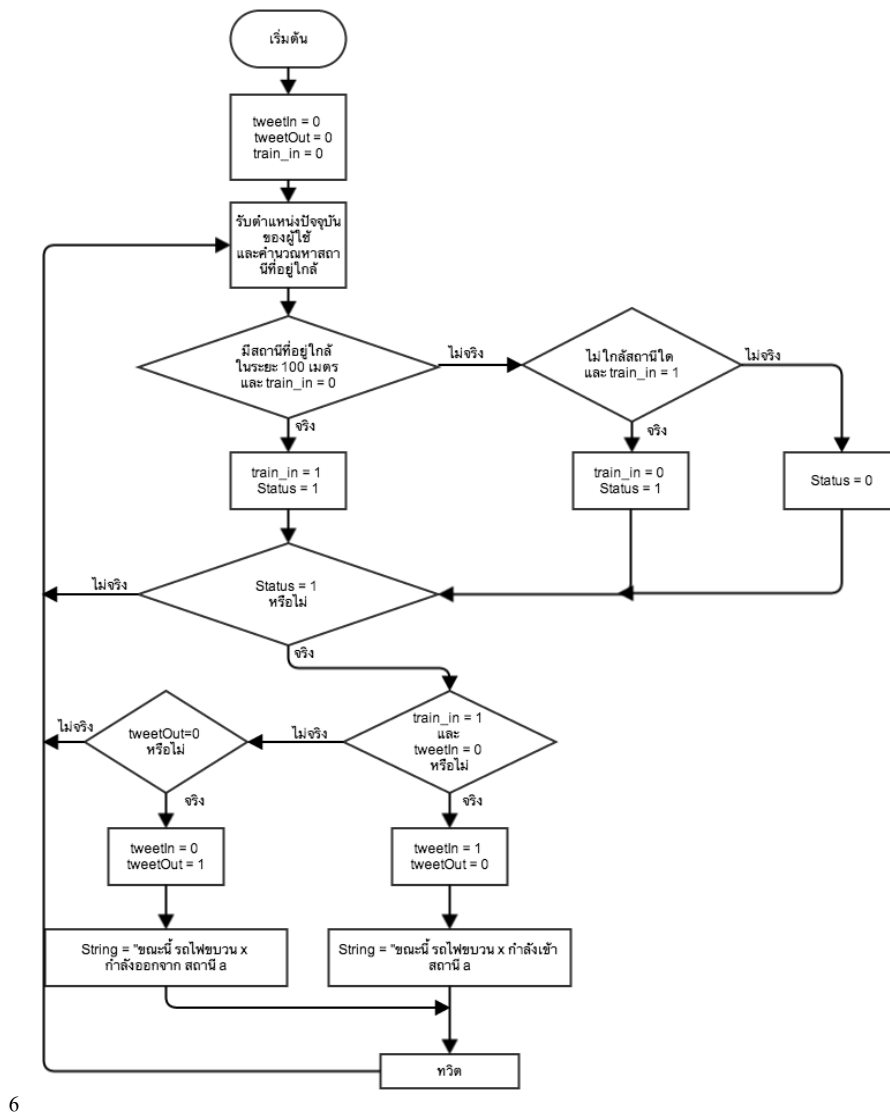 เริ่มต้น
tweetIn = 0
tweetOut = 0
train_in = 0
รับตำแหน่งปัจจุบัน
ของผู้ใช้
และคำนวณหาสถา
นีที่อยู่ใกล้
มีสถานีที่อยู่ใกล้
ในระยะ 100 เมตร
และ train_in = 0
ไม่จริง
ไม่ใกล้สถานีใด
และ train_in = 1
ไม่จริง
จริง
จริง
train_in = 1
Status = 1
train_in = 0
Status = 1
Status = 0
Status = 1
หรือไม่
ไม่จริง
จริง
train_in = 1
และ
tweetIn = 0
หรือไม่
ไม่จริง
tweetOut=0
หรือไม่
ไม่จริง
จริง
จริง
tweetIn = 0
tweetOut = 1
tweetIn = 1
tweetOut = 0
String = "ขณะนี้ รถไฟขบวน x
กำลังออกจาก สถานี a
String = "ขณะนี้ รถไฟขบวน x กำลังเข้า
สถานี a
ทวิต
6